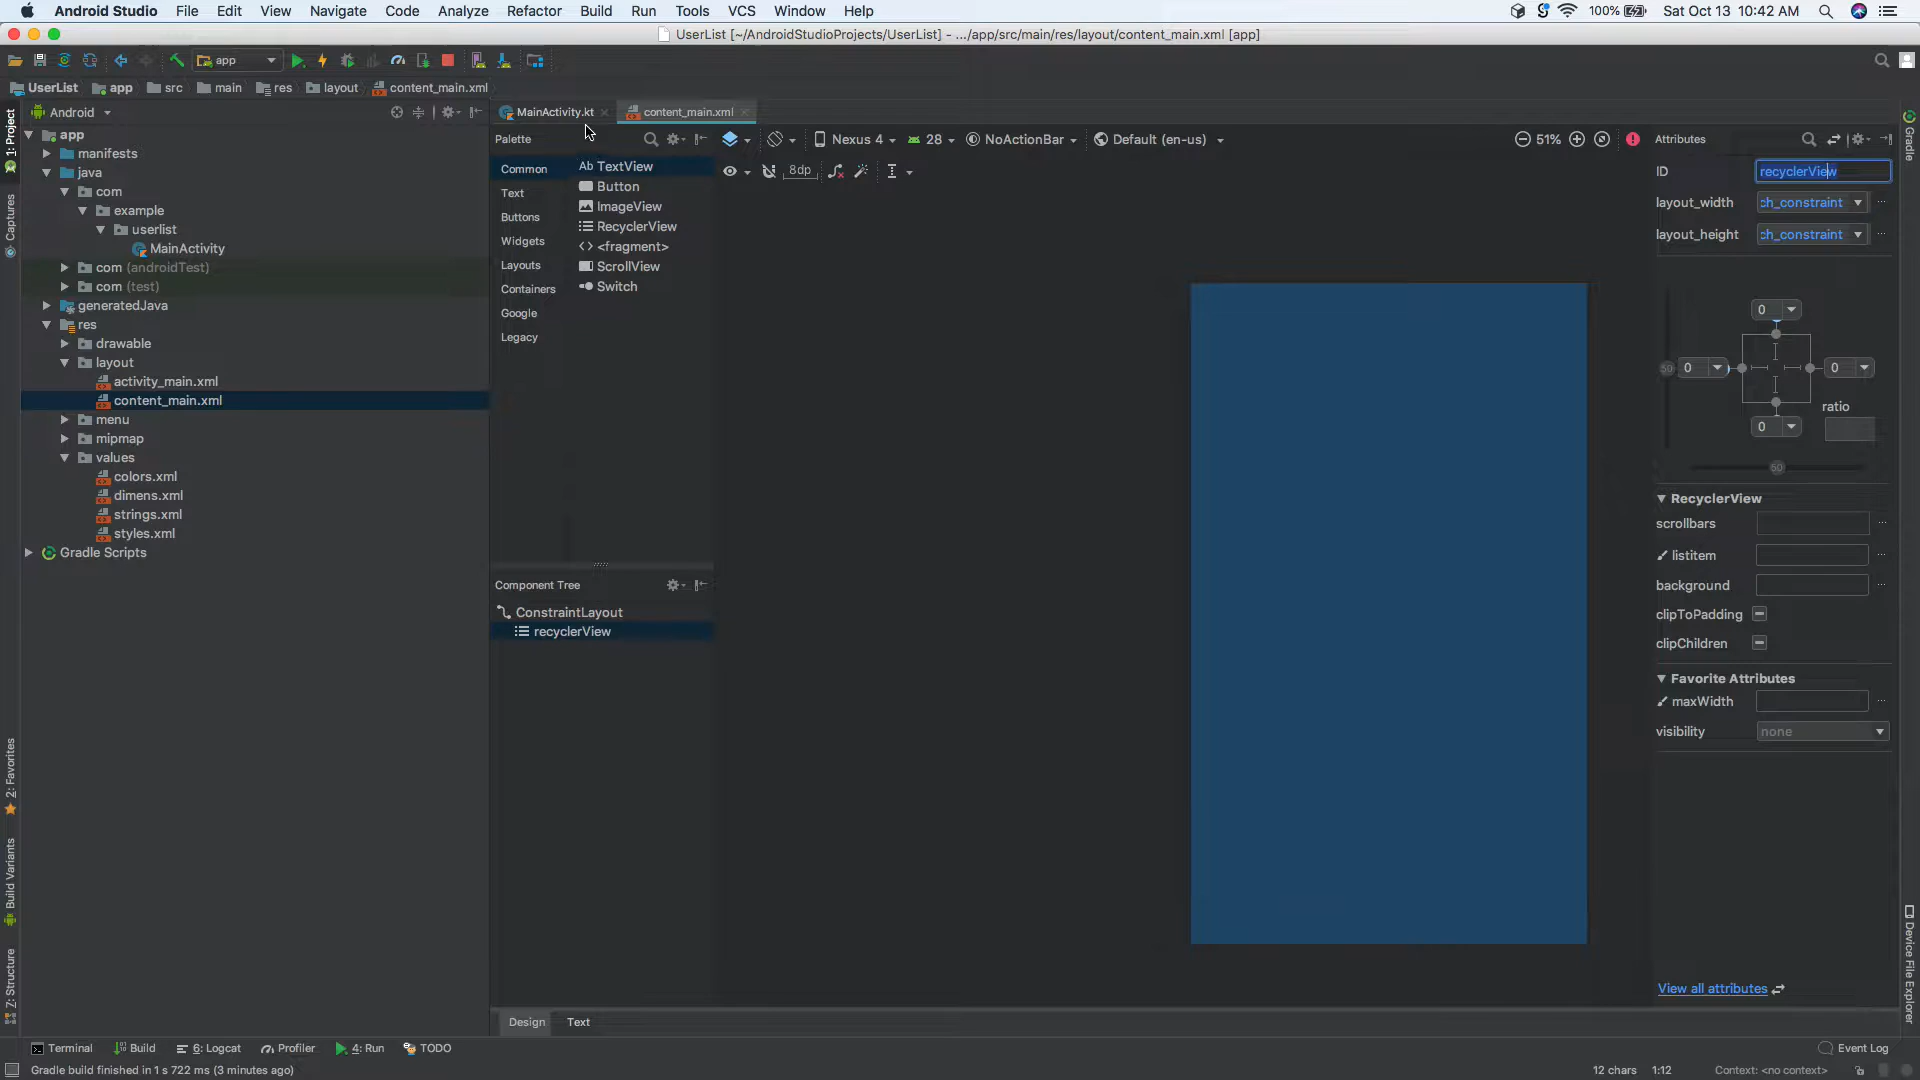 Android Studio File Edit View Navigate Code Analyze Refactor Build Run Tools VCS Window Help 100% Sat Oct 13 10:42 AM
UserList [~/AndroidStudioProjects/UserList] - .../app/src/main/res/layout/content_main.xml [app]
app
UserList app src main res layout content_main.xml
Android
MainActivity.kt content_main.xml
1: Project
Captures
2: Favorites
Build Variants
Z: Structure
app
manifests
java
com
example
userlist
MainActivity
com (androidTest)
com (test)
generatedJava
res
drawable
layout
activity_main.xml
content_main.xml
menu
mipmap
values
colors.xml
dimens.xml
strings.xml
styles.xml
Gradle Scripts
Palette
Common
Text
Buttons
Widgets
Layouts
Containers
Google
Legacy
Ab TextView
Button
ImageView
RecyclerView
<fragment>
ScrollView
Switch
Component Tree
ConstraintLayout
recyclerView
Nexus 4 28 NoActionBar Default (en-us) 51%
8dp
Attributes
ID recyclerView
layout_width ch_constraint
layout_height ch_constraint
0
50 0 0
ratio
0
50
RecyclerView
scrollbars
listitem
background
clipToPadding
clipChildren
Favorite Attributes
maxWidth
visibility none
View all attributes
Gradle
Device File Explorer
Design Text
Terminal Build 6: Logcat Profiler 4: Run TODO Event Log
Gradle build finished in 1 s 722 ms (3 minutes ago) 12 chars 1:12 Context: <no context>